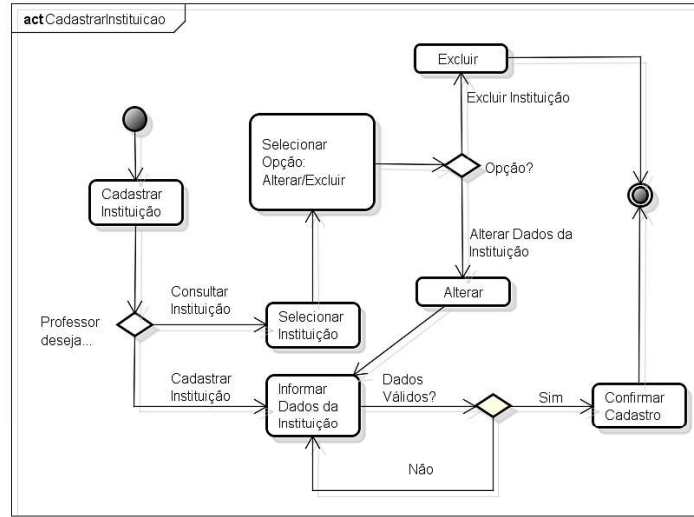 act CadastrarInstituicao
Excluir
Excluir Instituição
Selecionar
Opção:
Alterar/Excluir
Opção?
Cadastrar
Instituição
Alterar Dados da
Instituição
Alterar
Consultar
Instituição
Professor
deseja...
Selecionar
Instituição
Cadastrar
Instituição
Informar
Dados da
Instituição
Dados
Válidos?
Sim
Confirmar
Cadastro
Não